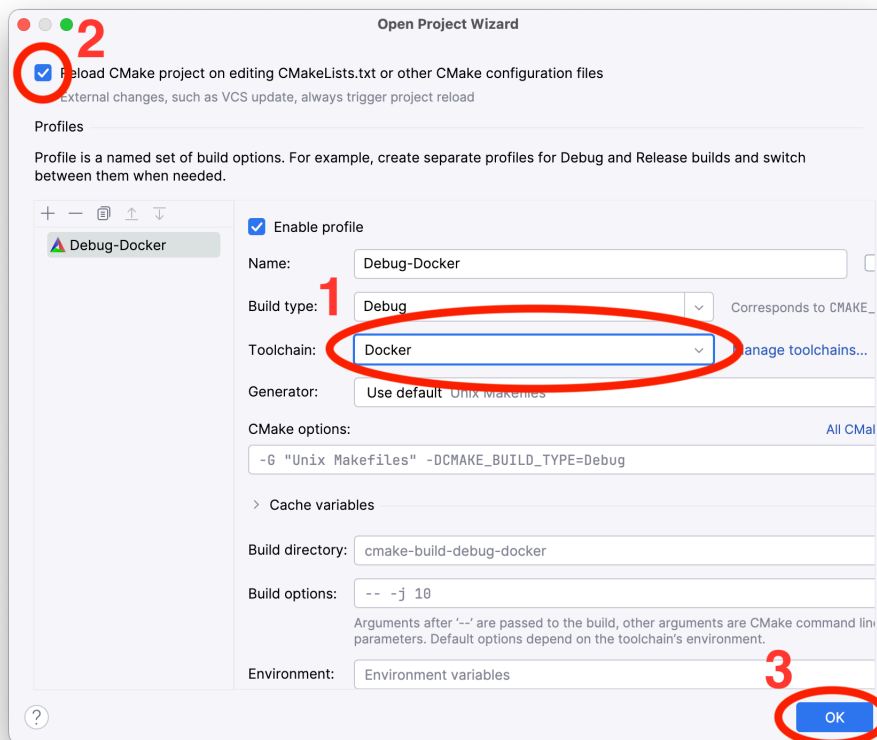 Open Project Wizard
2
Reload CMake project on editing CMakeLists.txt or other CMake configuration files
External changes, such as VCS update, always trigger project reload
Profiles
Profile is a named set of build options. For example, create separate profiles for Debug and Release builds and switch
between them when needed.
Debug-Docker
Enable profile
Name: Debug-Docker
1
Build type: Debug Corresponds to CMAKE_
Toolchain: Docker Manage toolchains...
Generator: Use default Unix Makefiles
CMake options: All CMa
-G "Unix Makefiles" -DCMAKE_BUILD_TYPE=Debug
Cache variables
Build directory: cmake-build-debug-docker
Build options: -- -j 10
Arguments after '--' are passed to the build, other arguments are CMake command line
parameters. Default options depend on the toolchain's environment.
Environment: Environment variables
3
? OK